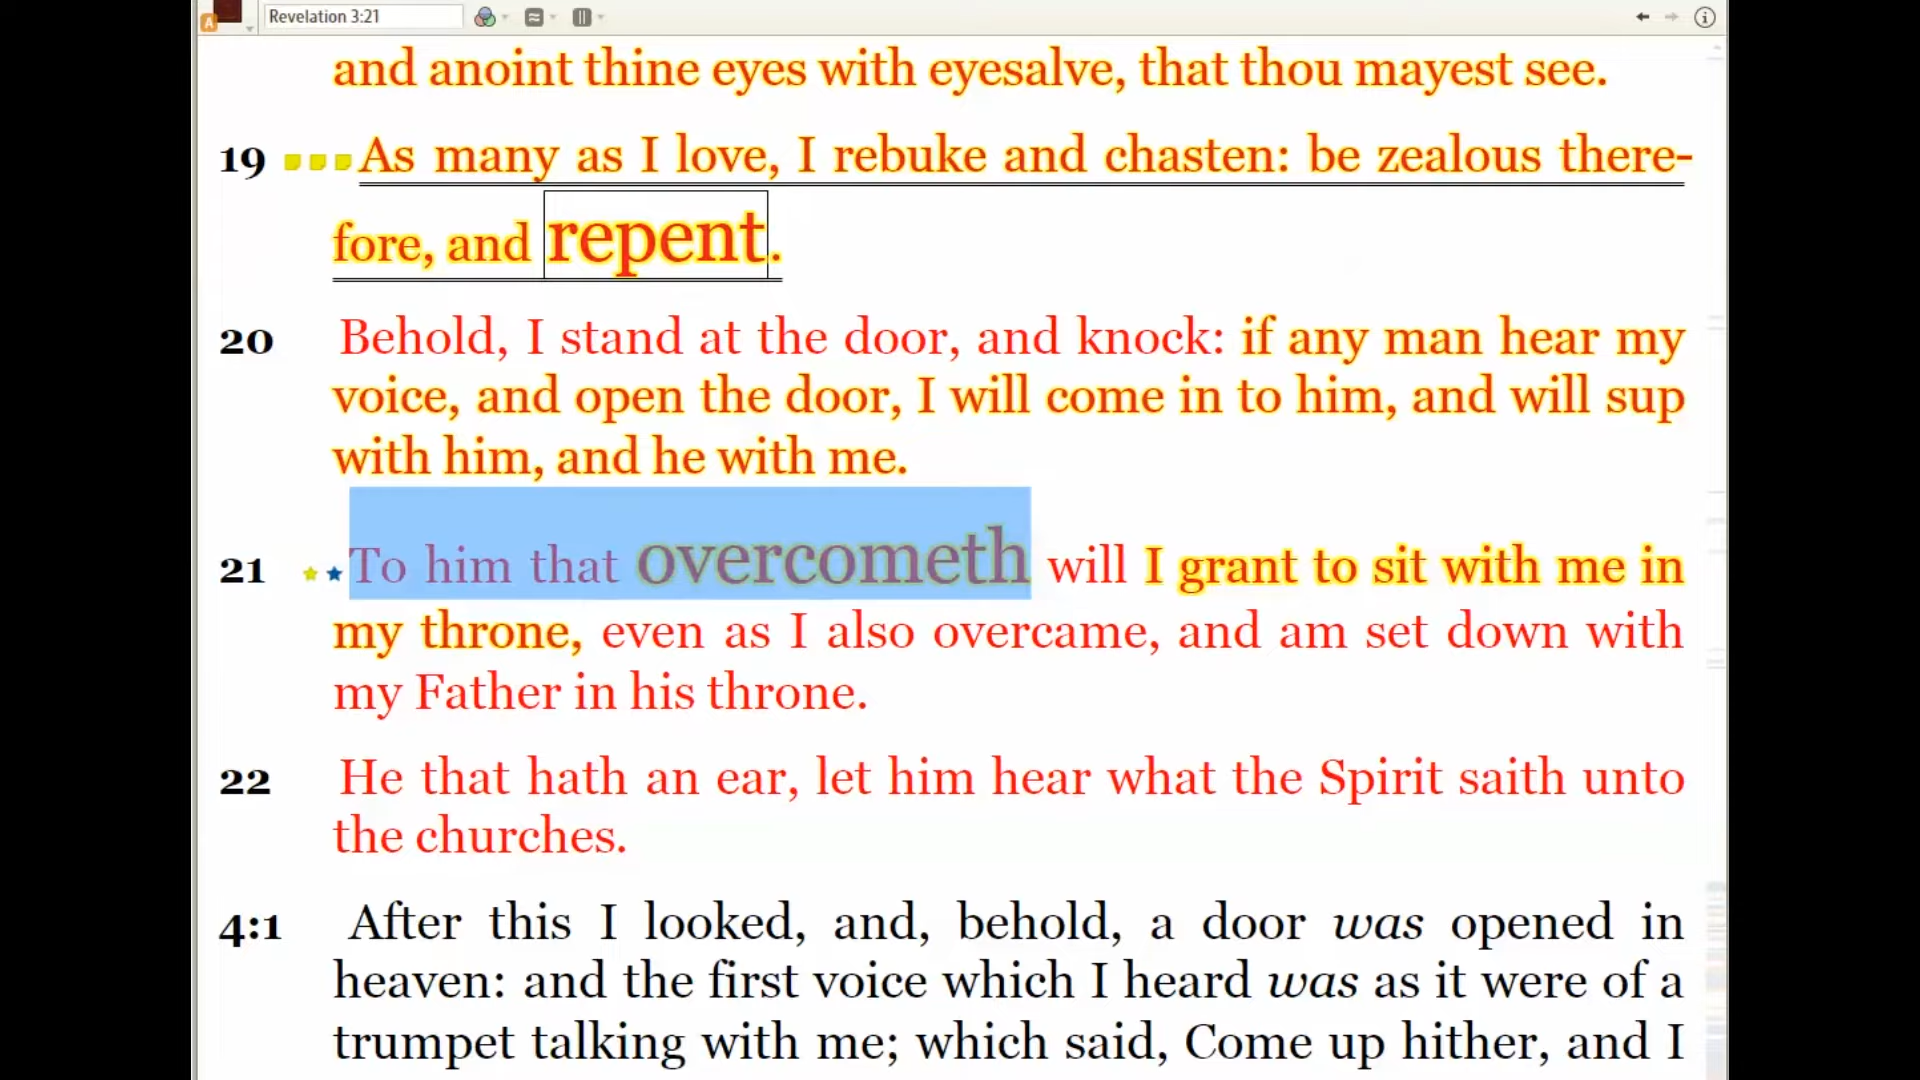 A Revelation 3:21
and anoint thine eyes with eyesalve, that thou mayest see.
19 As many as I love, I rebuke and chasten: be zealous there-
fore, and repent.
20 Behold, I stand at the door, and knock: if any man hear my
voice, and open the door, I will come in to him, and will sup
with him, and he with me.
21 To him that overcometh will I grant to sit with me in
my throne, even as I also overcame, and am set down with
my Father in his throne.
22 He that hath an ear, let him hear what the Spirit saith unto
the churches.
4:1 After this I looked, and, behold, a door was opened in
heaven: and the first voice which I heard was as it were of a
trumpet talking with me; which said, Come up hither, and I